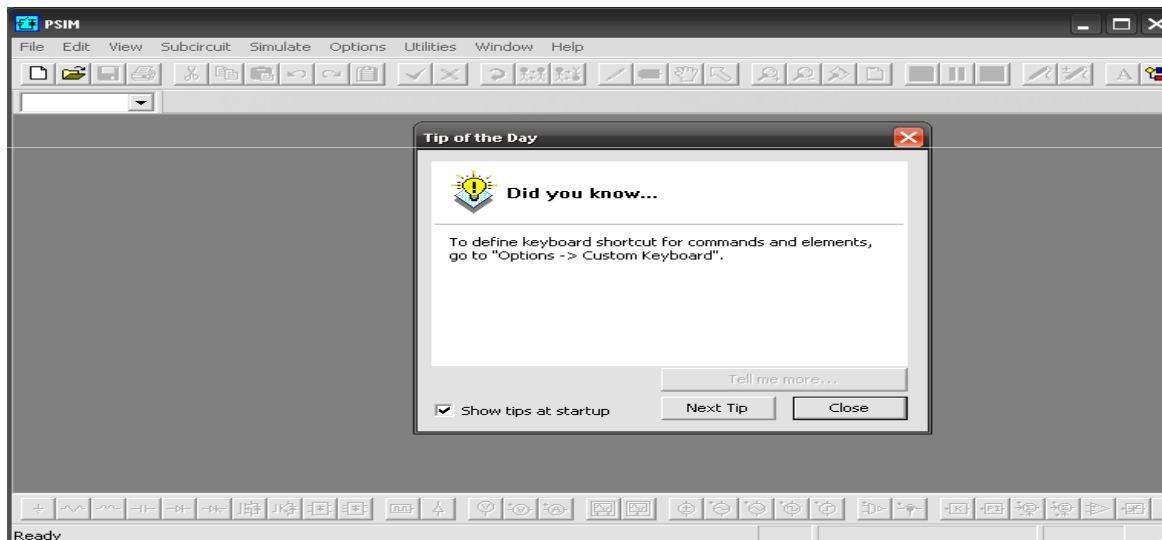 PSIM
File Edit View Subcircuit Simulate Options Utilities Window Help
A
Tip of the Day
Did you know...
To define keyboard shortcut for commands and elements,
go to "Options -> Custom Keyboard".
Tell me more...
Show tips at startup
Next Tip
Close
JK
V V A
R PI
Ready